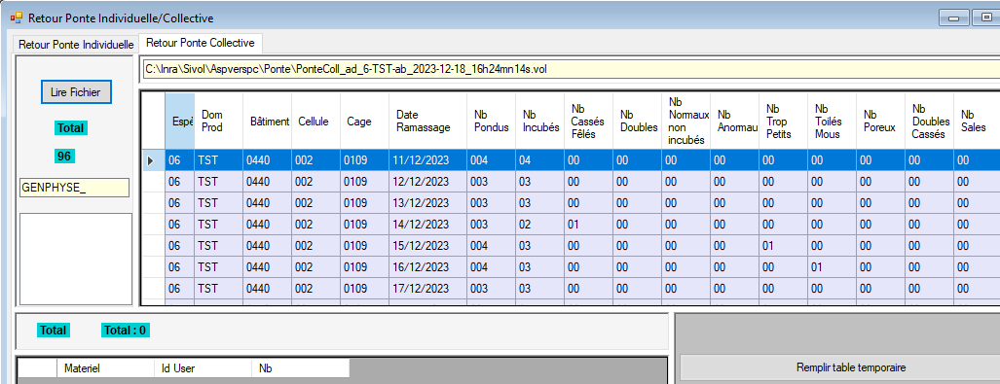 Retour Ponte Individuelle/Collective
Retour Ponte Individuelle Retour Ponte Collective
C:\Inra\Sivol\Aspverspc\Ponte\PonteColl_ad_6-TST-ab_2023-12-18_16h24mn14s.vol
Lire Fichier
Total
96
GENPHYSE_
Espè Dom Prod Bâtiment Cellule Cage Date Ramassage Nb Pondus Nb Incubés Nb Cassés Fêlés Nb Doubles Nb Nomaux non incubés Nb Anormau Nb Trop Petits Nb Toilés Mous Nb Poreux Nb Doubles Cassés Nb Sales
06 TST 0440 002 0109 11/12/2023 004 04 00 00 00 00 00 00 00 00 00
06 TST 0440 002 0109 12/12/2023 003 03 00 00 00 00 00 00 00 00 00
06 TST 0440 002 0109 13/12/2023 003 03 00 00 00 00 00 00 00 00 00
06 TST 0440 002 0109 14/12/2023 003 02 01 00 00 00 00 00 00 00 00
06 TST 0440 002 0109 15/12/2023 004 03 00 00 00 00 01 00 00 00 00
06 TST 0440 002 0109 16/12/2023 004 03 00 00 00 00 00 01 00 00 00
06 TST 0440 002 0109 17/12/2023 003 03 00 00 00 00 00 00 00 00 00
Total Total : 0
Materiel Id User Nb
Remplir table temporaire